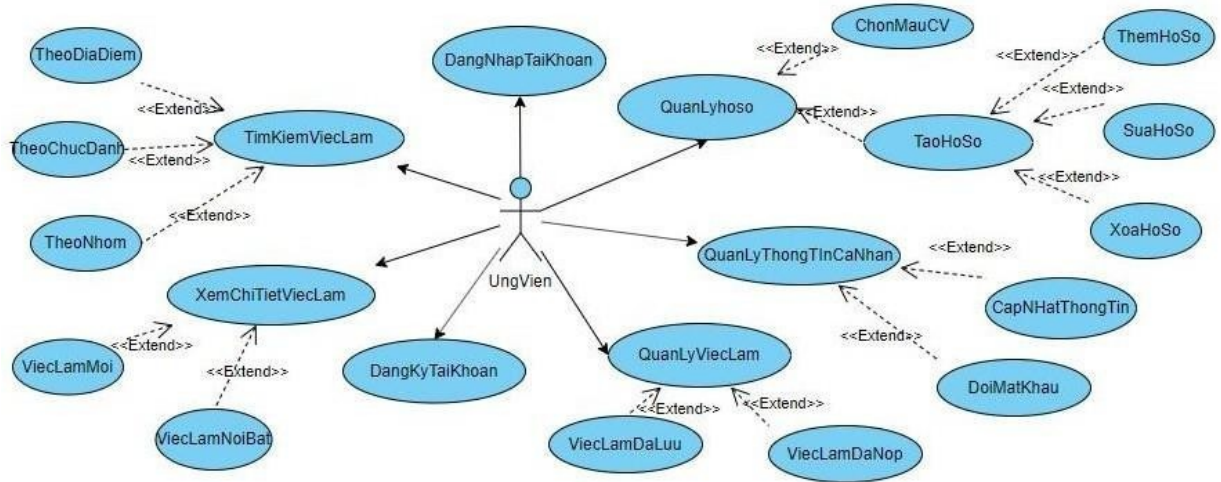 ChonMauCV
TheoDiaDiem
DangNhapTaiKhoan
ThemHoSo
<<Extend>>
<<Extend>>
QuanLyhoso
<<Extend>>
<<Extend>>
<<Extend>>
TimKiemViecLam
TheoChucDanh
<<Extend>>
TaoHoSo
SuaHoSo
<<Extend>>
<<Extend>>
TheoNhom
XoaHoSo
QuanLyThongTInCaNhan
<<Extend>>
UngVien
XemChiTietViecLam
CapNHatThongTin
<<Extend>>
<<Extend>>
ViecLamMoi
<<Extend>>
DangKyTaiKhoan
QuanLyViecLam
DoiMatKhau
<<Extend>>
<<Extend>>
ViecLamNoiBat
ViecLamDaLuu
ViecLamDaNop